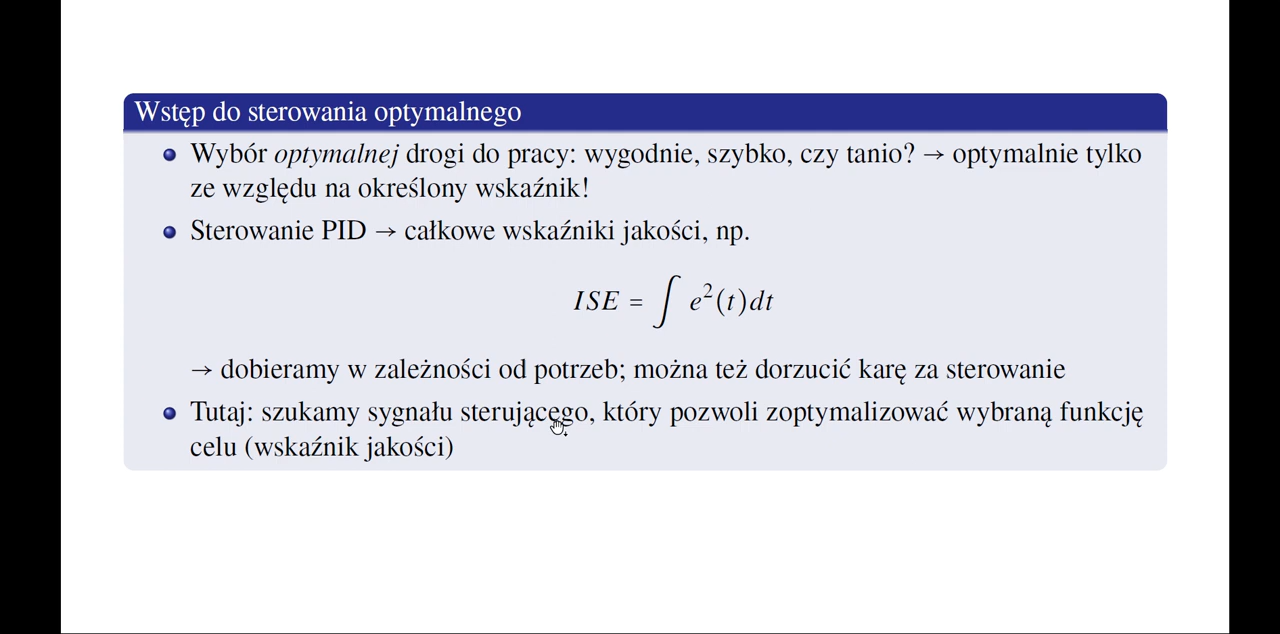 Wstęp do sterowania optymalnego
Wybór optymalnej drogi do pracy: wygodnie, szybko, czy tanio? → optymalnie tylko
ze względu na określony wskaźnik!
Sterowanie PID → całkowe wskaźniki jakości, np.
ISE = ∫ e²(t)dt
→ dobieramy w zależności od potrzeb; można też dorzucić karę za sterowanie
Tutaj: szukamy sygnału sterującego, który pozwoli zoptymalizować wybraną funkcję
celu (wskaźnik jakości)